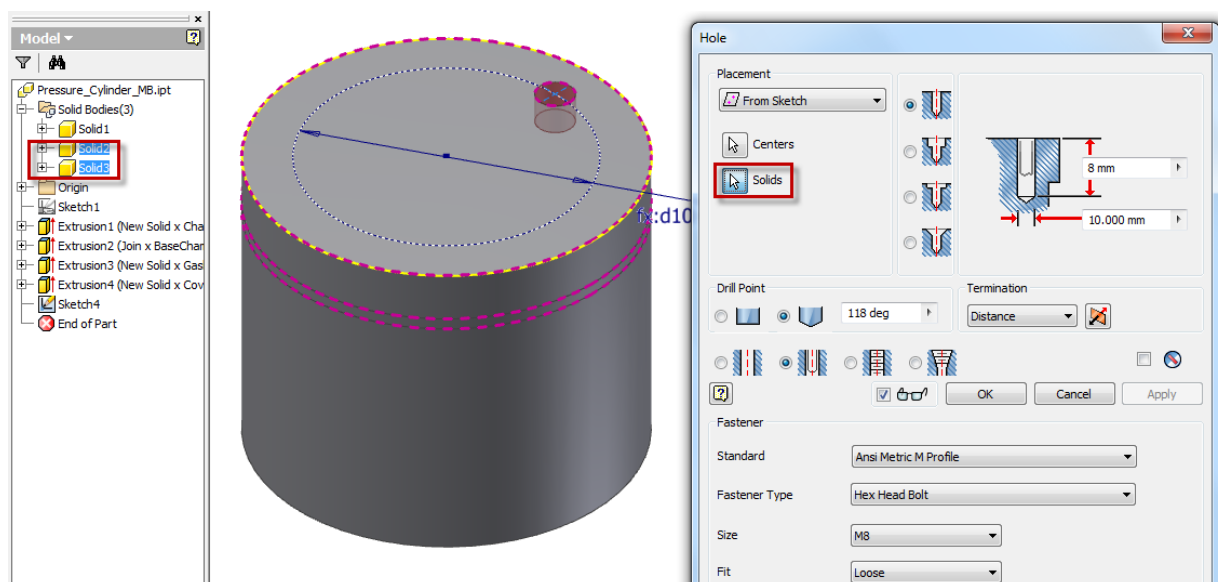 Model
Pressure_Cylinder_MB.ipt
Solid Bodies(3)
Solid1
Solid2
Solid3
Origin
Sketch1
Extrusion1 (New Solid x Cha
Extrusion2 (Join x BaseChar
Extrusion3 (New Solid x Gas
Extrusion4 (New Solid x Cov
Sketch4
End of Part
fx:d10
Hole
Placement
From Sketch
Centers
Solids
8 mm
10.000 mm
Drill Point
118 deg
Termination
Distance
OK
Cancel
Apply
Fastener
Standard
Ansi Metric M Profile
Fastener Type
Hex Head Bolt
Size
M8
Fit
Loose